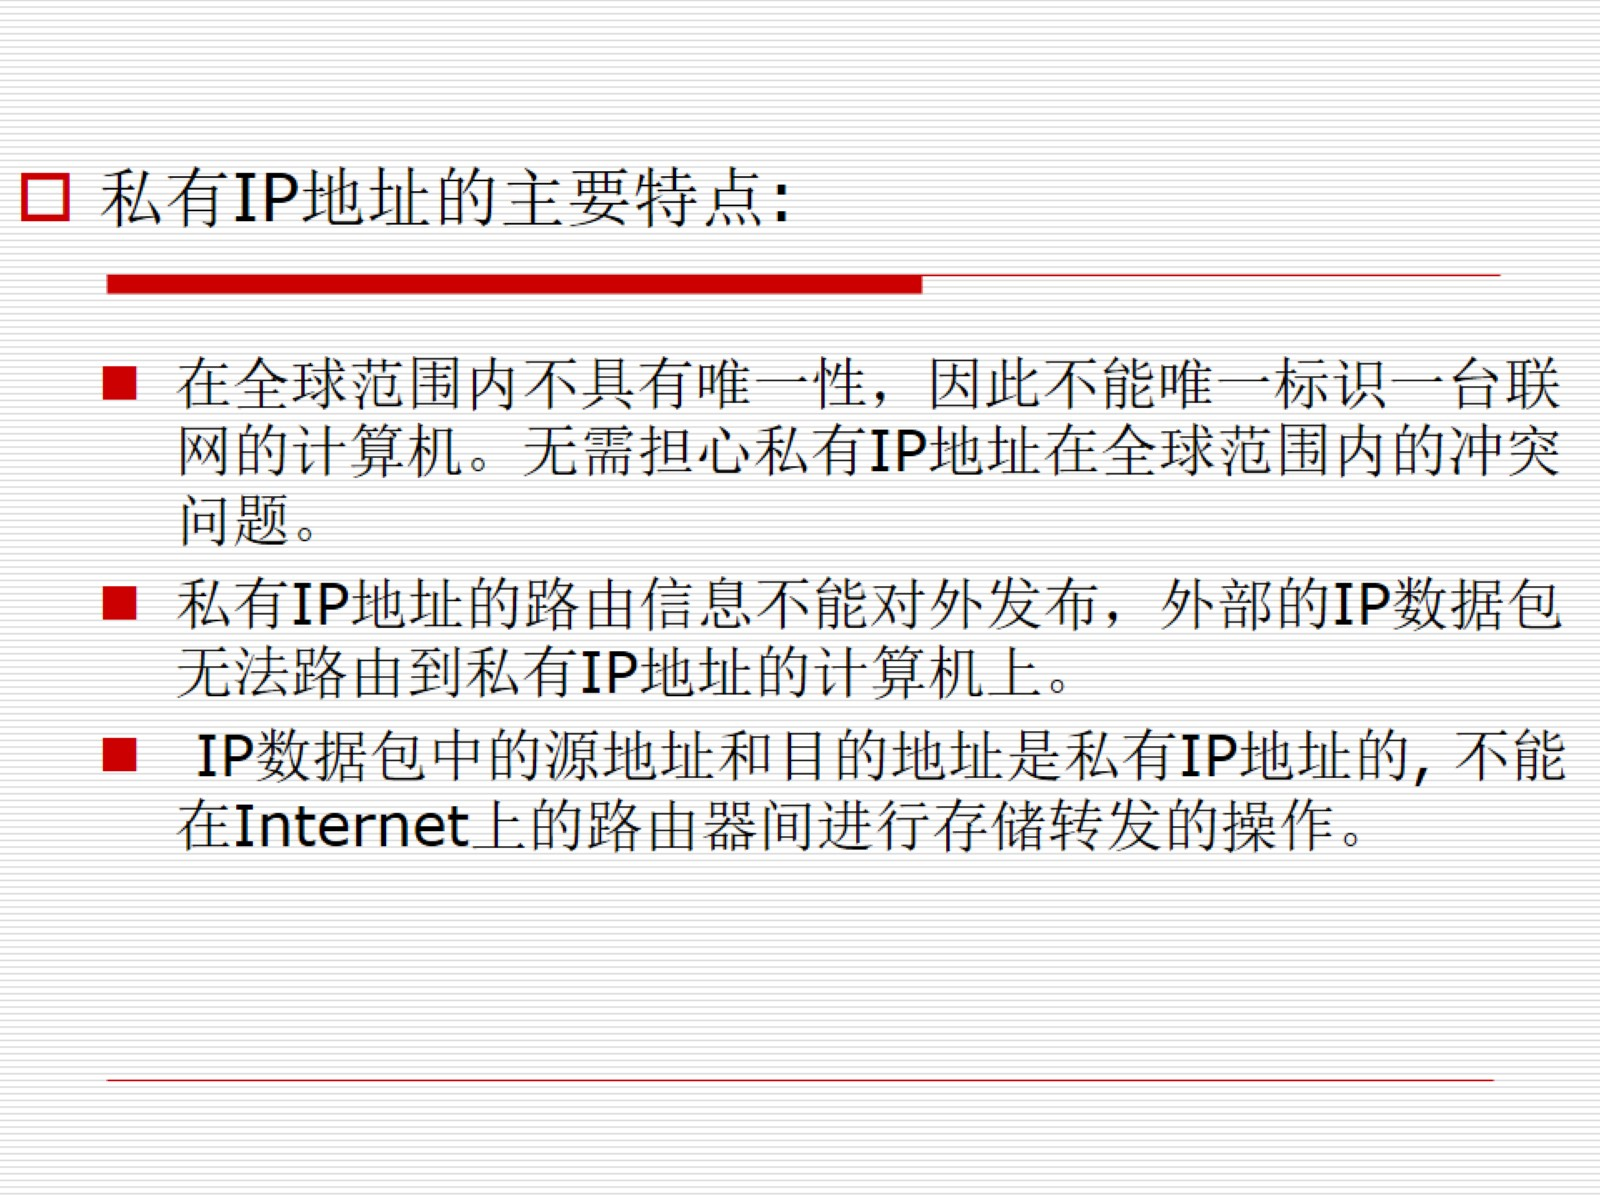 私有IP地址的主要特点:
在全球范围内不具有唯一性，因此不能唯一标识一台联
网的计算机。无需担心私有IP地址在全球范围内的冲突
问题。
私有IP地址的路由信息不能对外发布，外部的IP数据包
无法路由到私有IP地址的计算机上。
IP数据包中的源地址和目的地址是私有IP地址的, 不能
在Internet上的路由器间进行存储转发的操作。